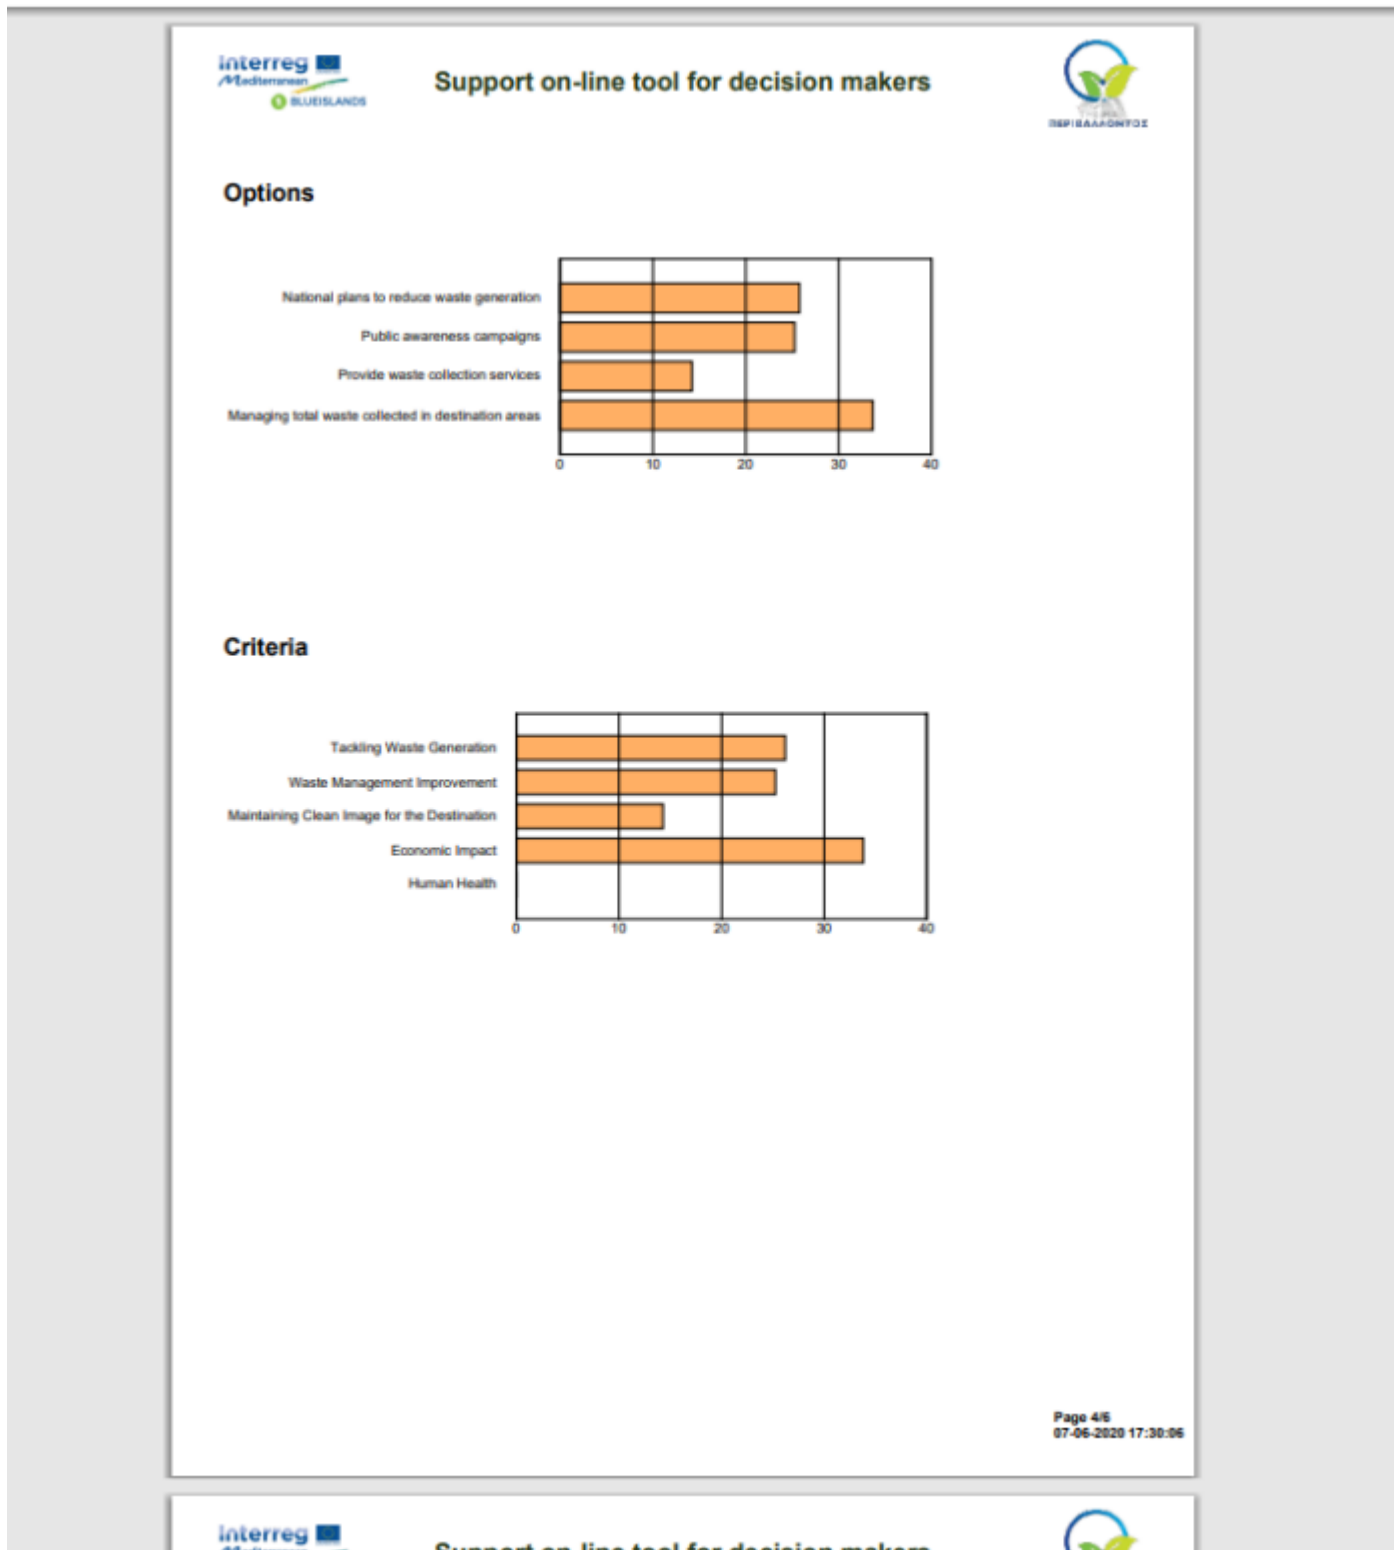 interreg
Mediterranean
BLUEISLANDS
Support on-line tool for decision makers
ΠΕΡΙΒΑΛΛΟΝΤΟΣ
Options
National plans to reduce waste generation
Public awareness campaigns
Provide waste collection services
Managing total waste collected in destination areas
0 10 20 30 40
Criteria
Tackling Waste Generation
Waste Management Improvement
Maintaining Clean Image for the Destination
Economic Impact
Human Health
0 10 20 30 40
Page 4/6
07-06-2020 17:30:06
interreg
Support on-line tool for decision makers